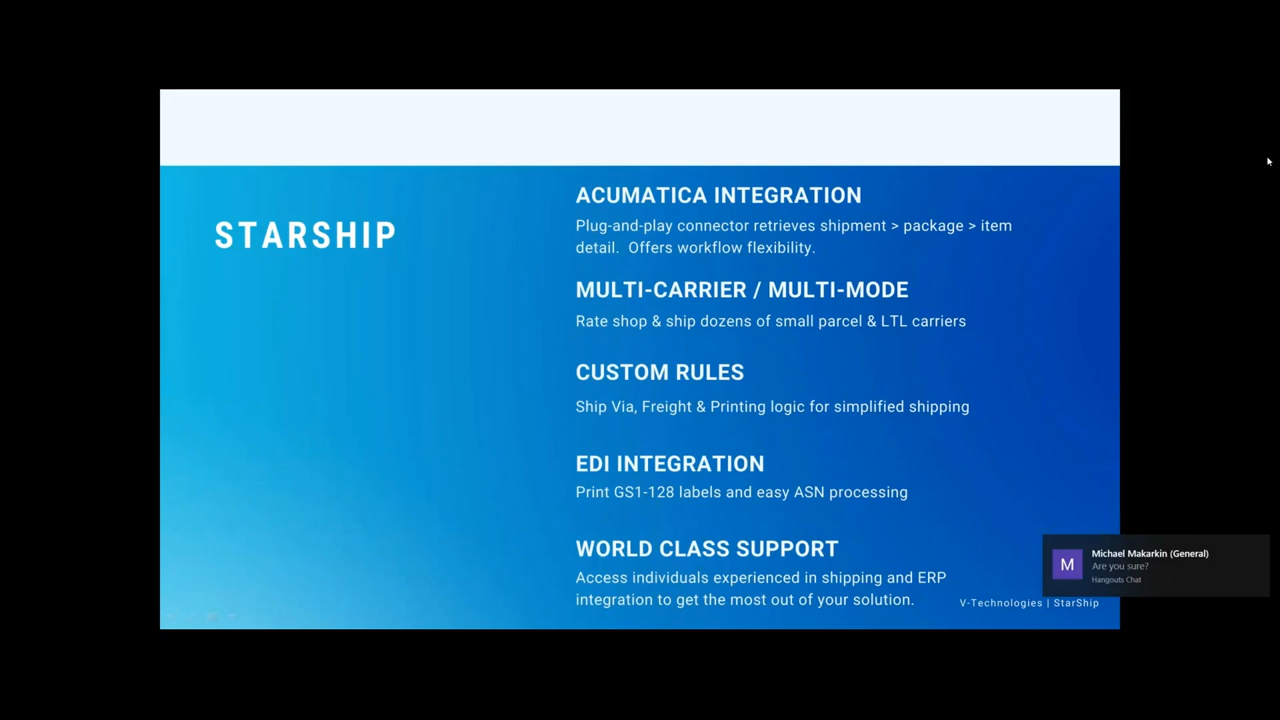 STARSHIP
ACUMATICA INTEGRATION
Plug-and-play connector retrieves shipment > package > item
detail.  Offers workflow flexibility.
MULTI-CARRIER / MULTI-MODE
Rate shop & ship dozens of small parcel & LTL carriers
CUSTOM RULES
Ship Via, Freight & Printing logic for simplified shipping
EDI INTEGRATION
Print GS1-128 labels and easy ASN processing
WORLD CLASS SUPPORT
Access individuals experienced in shipping and ERP
integration to get the most out of your solution.
M
Michael Makarkin (General)
Are you sure?
Hangouts Chat
V-Technologies | StarShip